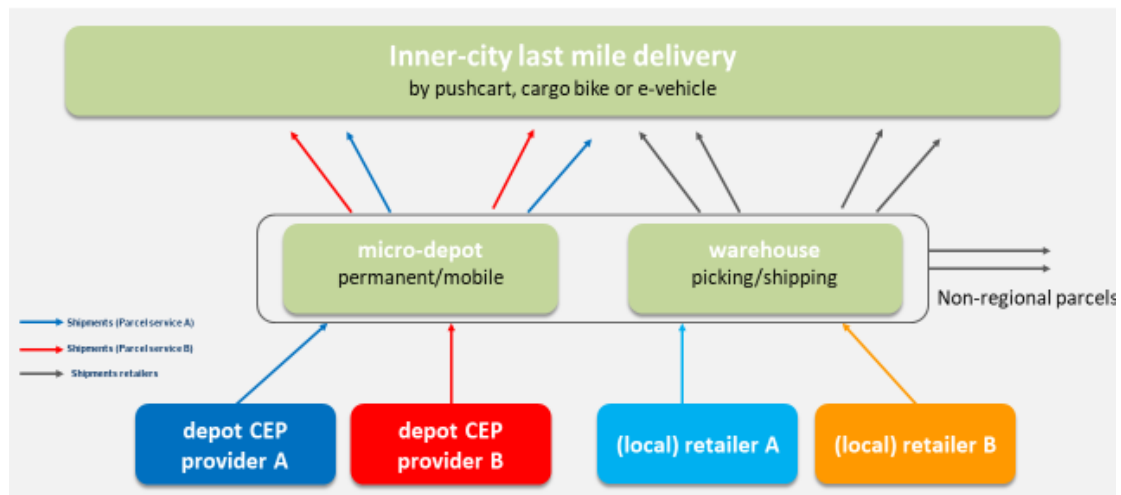 Inner-city last mile delivery
by pushcart, cargo bike or e-vehicle
micro-depot
permanent/mobile
warehouse
picking/shipping
Non-regional parcels
Shipments (Parcel service A)
Shipments (Parcel service B)
Shipments retailers
depot CEP
provider A
depot CEP
provider B
(local) retailer A
(local) retailer B